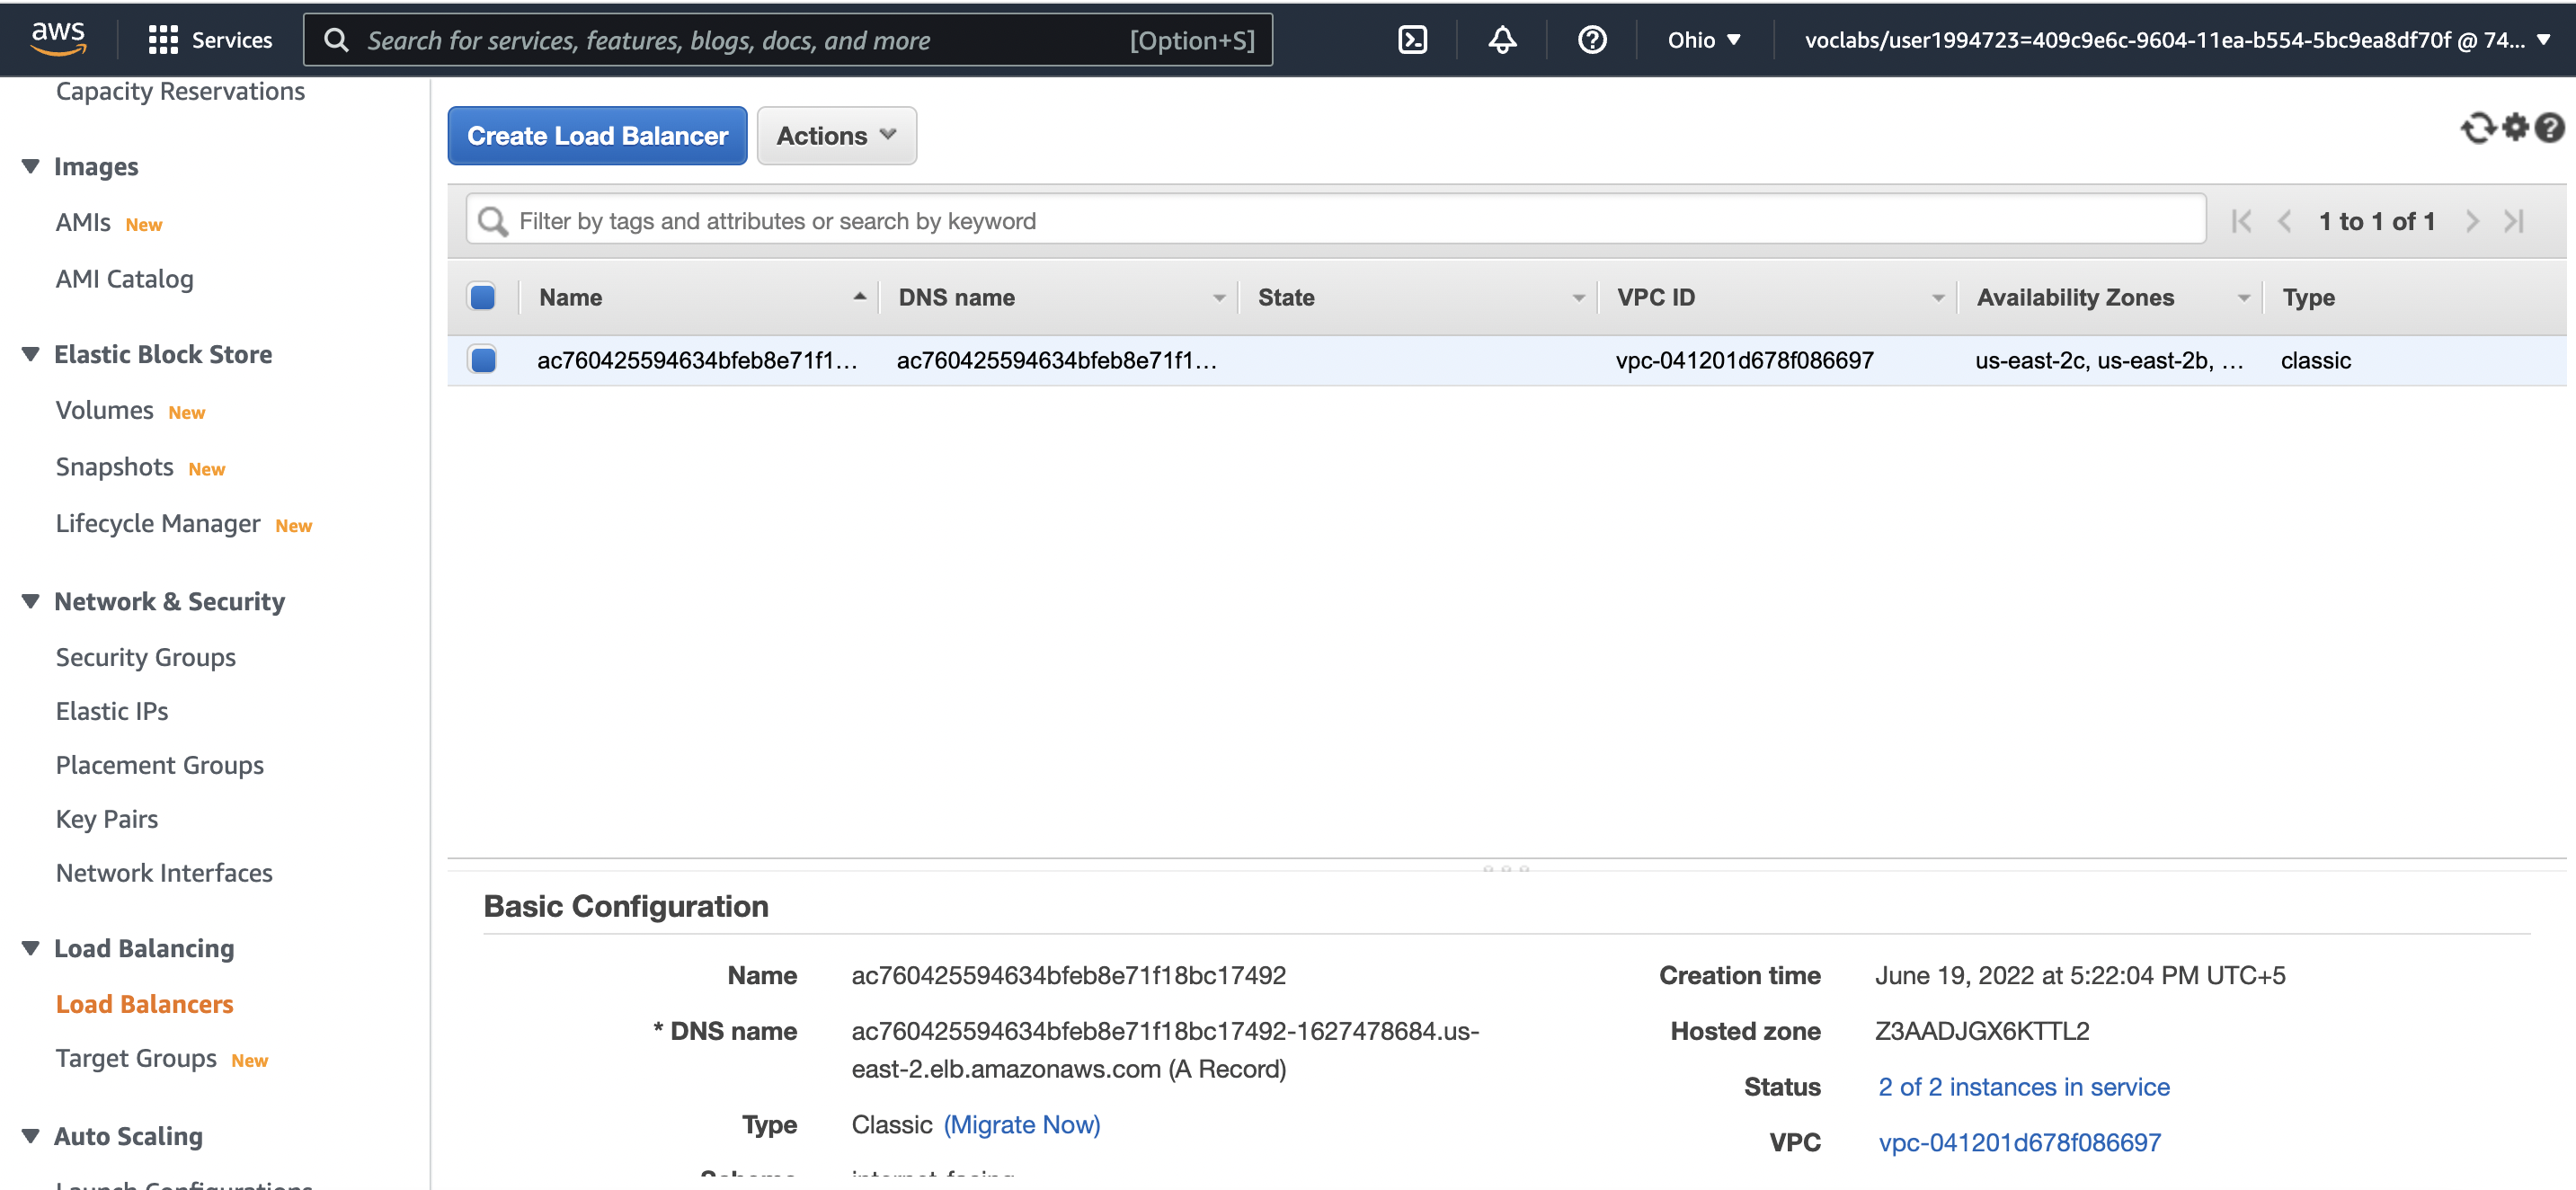 aws
Services
Search for services, features, blogs, docs, and more [Option+S]
Ohio
voclabs/user1994723=409c9e6c-9604-11ea-b554-5bc9ea8df70f @ 74...
Capacity Reservations
Images
AMIs New
AMI Catalog
Elastic Block Store
Volumes New
Snapshots New
Lifecycle Manager New
Network & Security
Security Groups
Elastic IPs
Placement Groups
Key Pairs
Network Interfaces
Load Balancing
Load Balancers
Target Groups New
Auto Scaling
Launch Configurations
Create Load Balancer
Actions
Filter by tags and attributes or search by keyword
1 to 1 of 1
Name DNS name State VPC ID Availability Zones Type
ac760425594634bfeb8e71f1... ac760425594634bfeb8e71f1... vpc-041201d678f086697 us-east-2c, us-east-2b, ... classic
Basic Configuration
Name ac760425594634bfeb8e71f18bc17492
* DNS name ac760425594634bfeb8e71f18bc17492-1627478684.us-
east-2.elb.amazonaws.com (A Record)
Type Classic (Migrate Now)
Scheme internet-facing
Creation time June 19, 2022 at 5:22:04 PM UTC+5
Hosted zone Z3AADJGX6KTTL2
Status 2 of 2 instances in service
VPC vpc-041201d678f086697